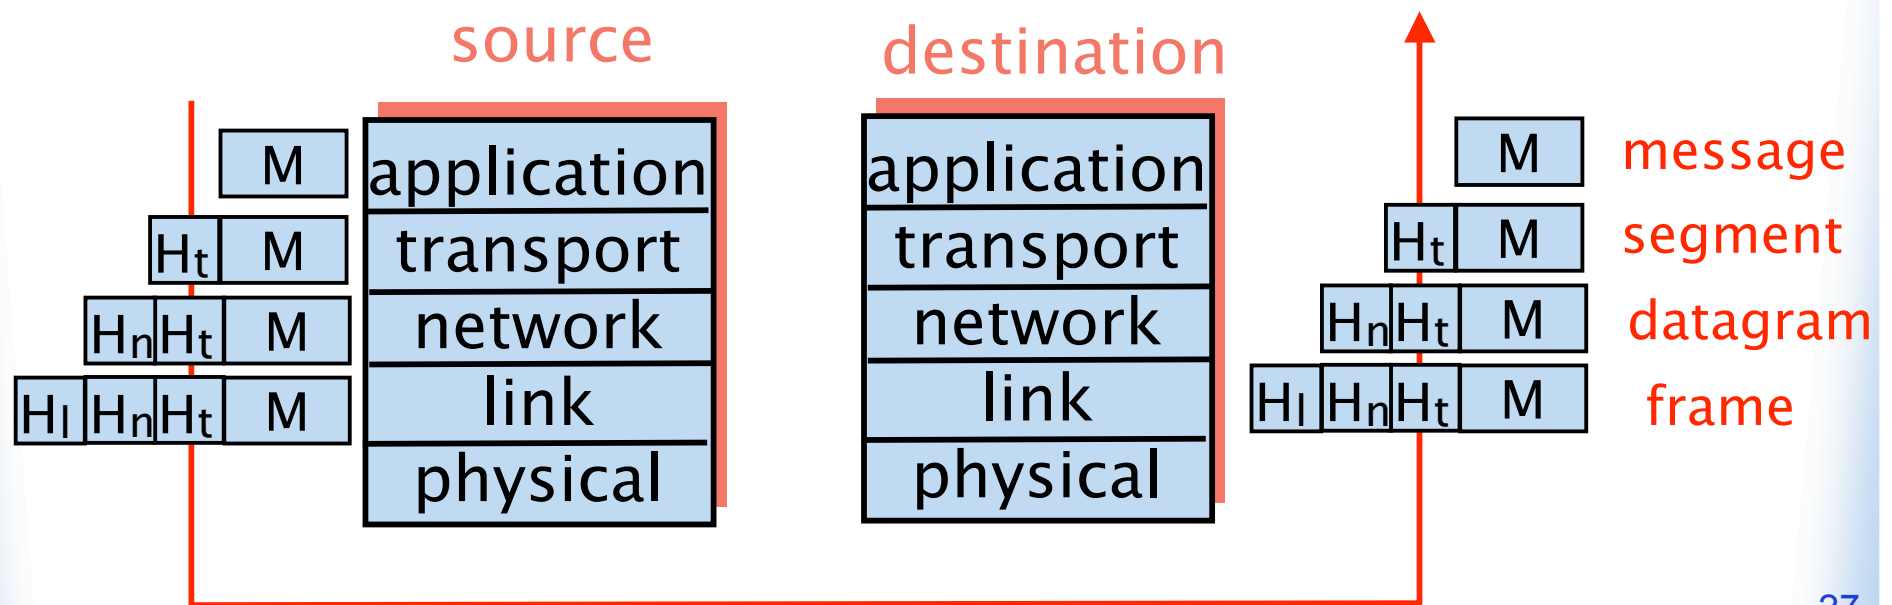 source destination
M application application M message
Ht M transport transport Ht M segment
Hn Ht M network network Hn Ht M datagram
Hl Hn Ht M link link Hl Hn Ht M frame
physical physical
27